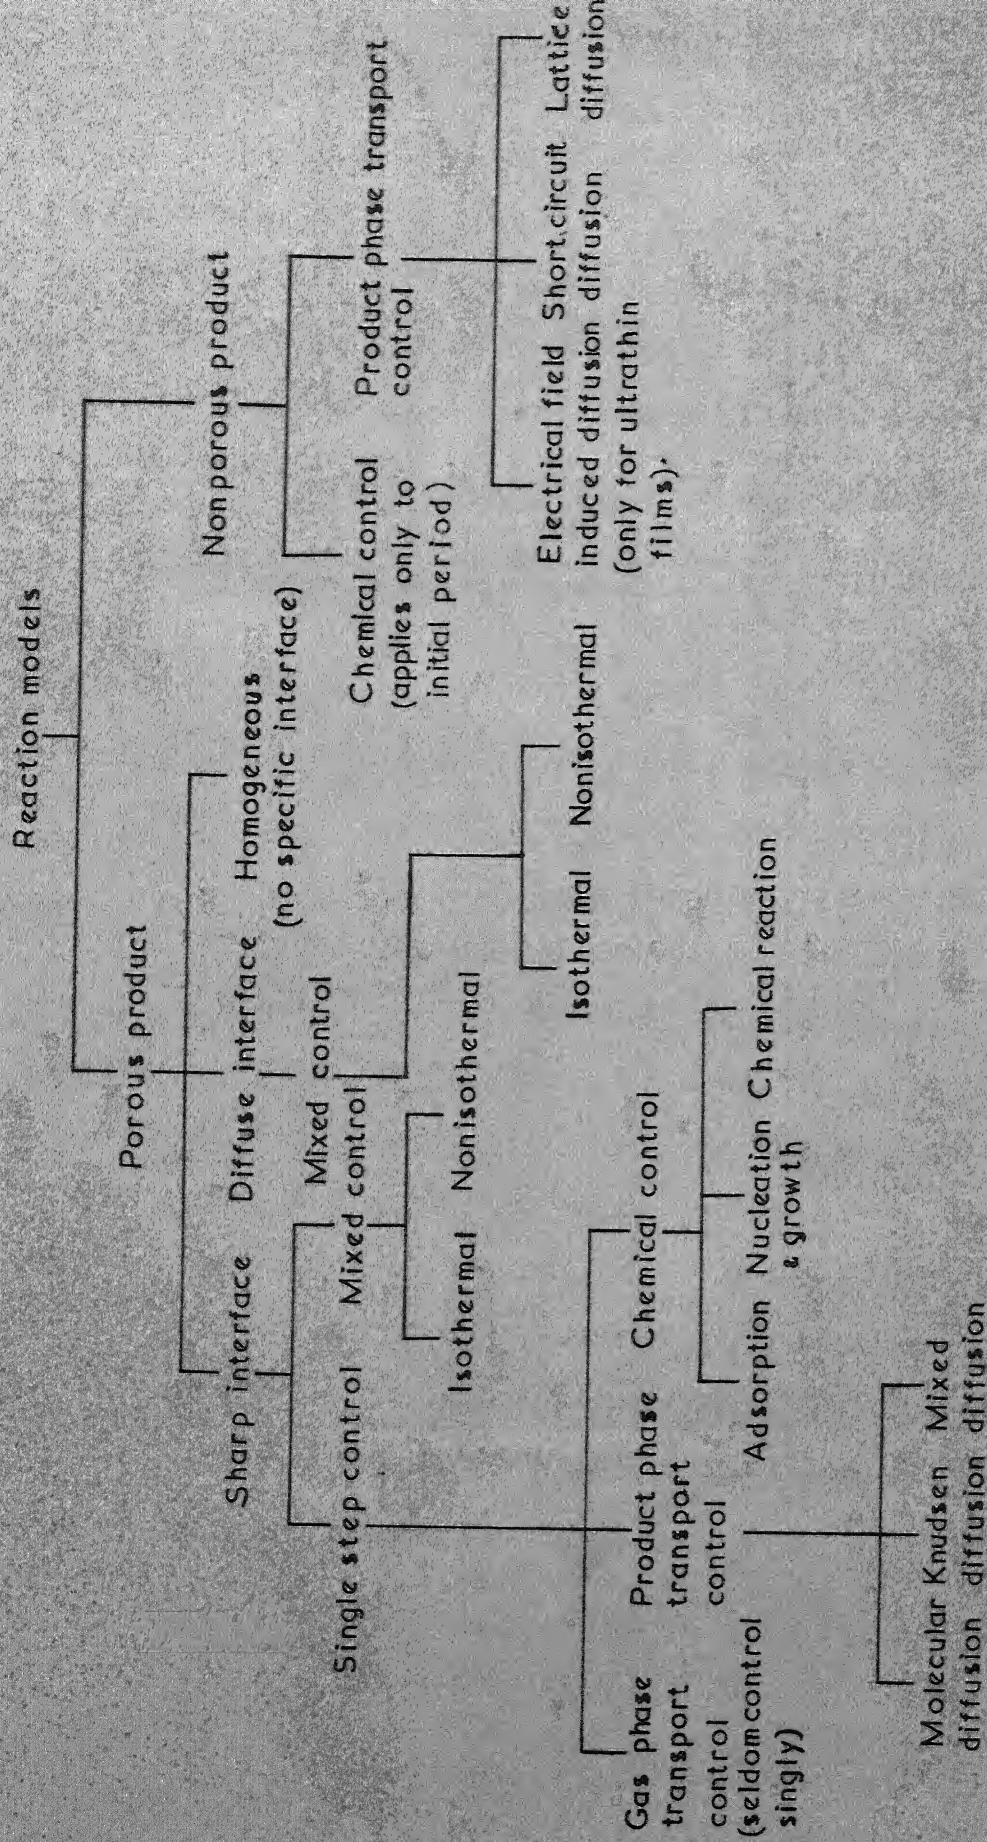 Reaction models
Porous product
Nonporous product
Sharp interface
Diffuse interface
Homogeneous
(no specific interface)
Chemical control
(applies only to
initial period)
Product phase transport
control
Single step control
Mixed control
Mixed
control
Isothermal
Nonisothermal
Isothermal
Nonisothermal
Electrical field
induced diffusion
(only for ultrathin
films).
Short circuit
diffusion
Lattice
diffusion
Gas phase
transport
control
(seldom control
singly)
Product phase
transport
control
Chemical control
Adsorption
Nucleation
& growth
Chemical reaction
Molecular
diffusion
Knudsen
diffusion
Mixed
diffusion